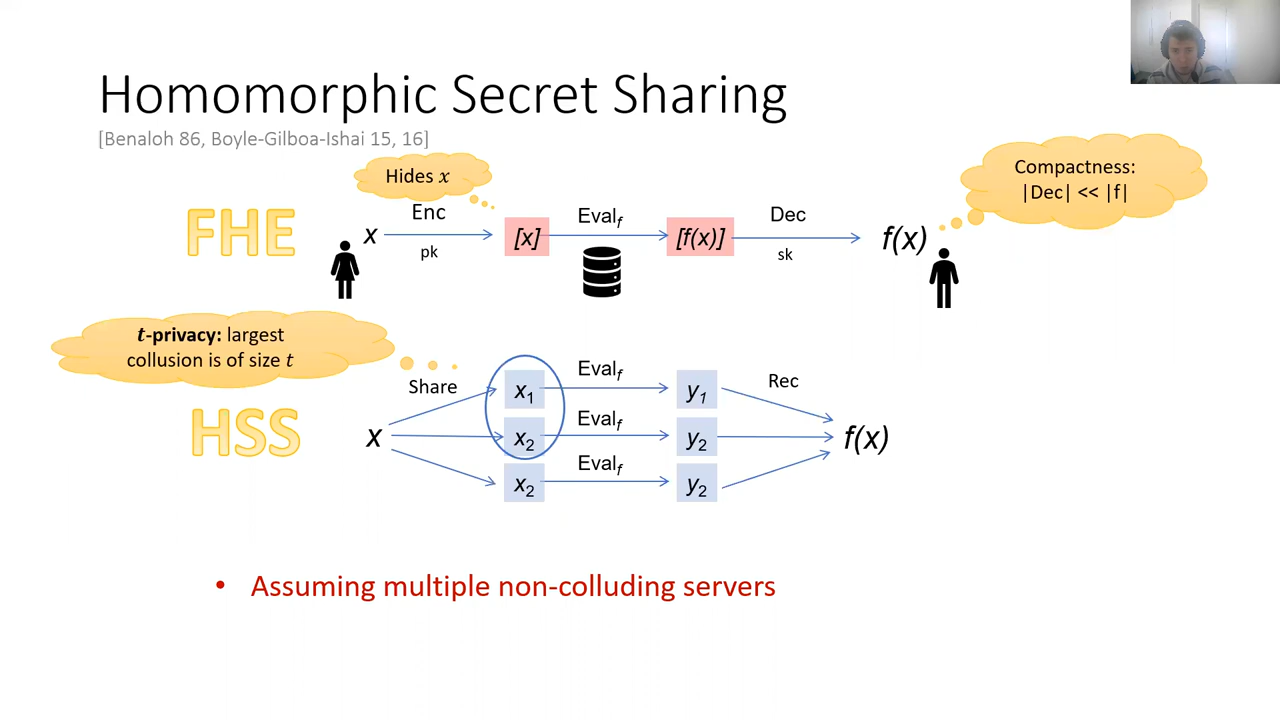 Homomorphic Secret Sharing
[Benaloh 86, Boyle-Gilboa-Ishai 15, 16]
Hides x
Compactness:
|Dec| << |f|
FHE
x
Enc
pk
[x]
Eval_f
[f(x)]
Dec
sk
f(x)
t-privacy: largest
collusion is of size t
HSS
x
Share
x₁
Eval_f
y₁
Rec
x₂
Eval_f
y₂
f(x)
x₂
Eval_f
y₂
• Assuming multiple non-colluding servers